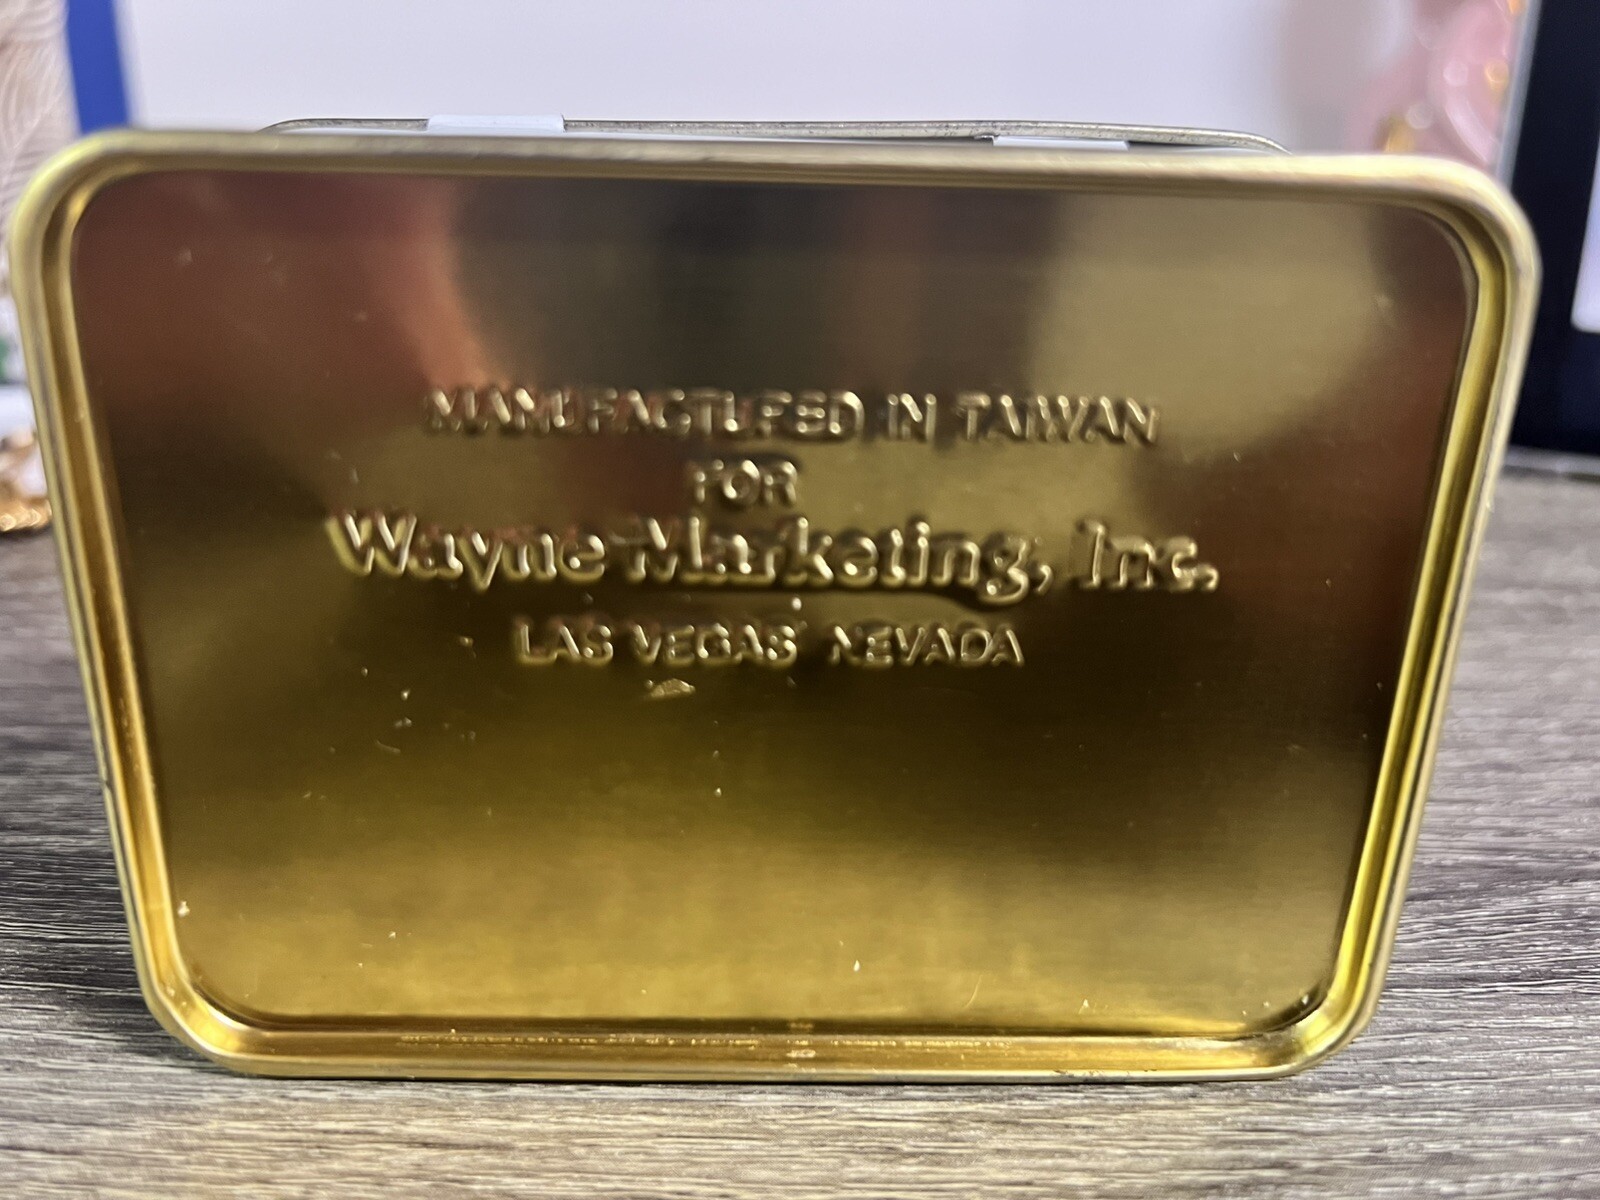 MANUFACTURED IN TAIWAN
FOR
Wayne Marketing, Inc.
LAS VEGAS NEVADA